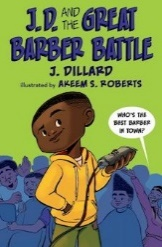 J.D. AND THE GREAT
BARBER BATTLE
J. DILLARD
Illustrated by AKEEM S. ROBERTS
WHO'S THE
BEST BARBER
IN TOWN?